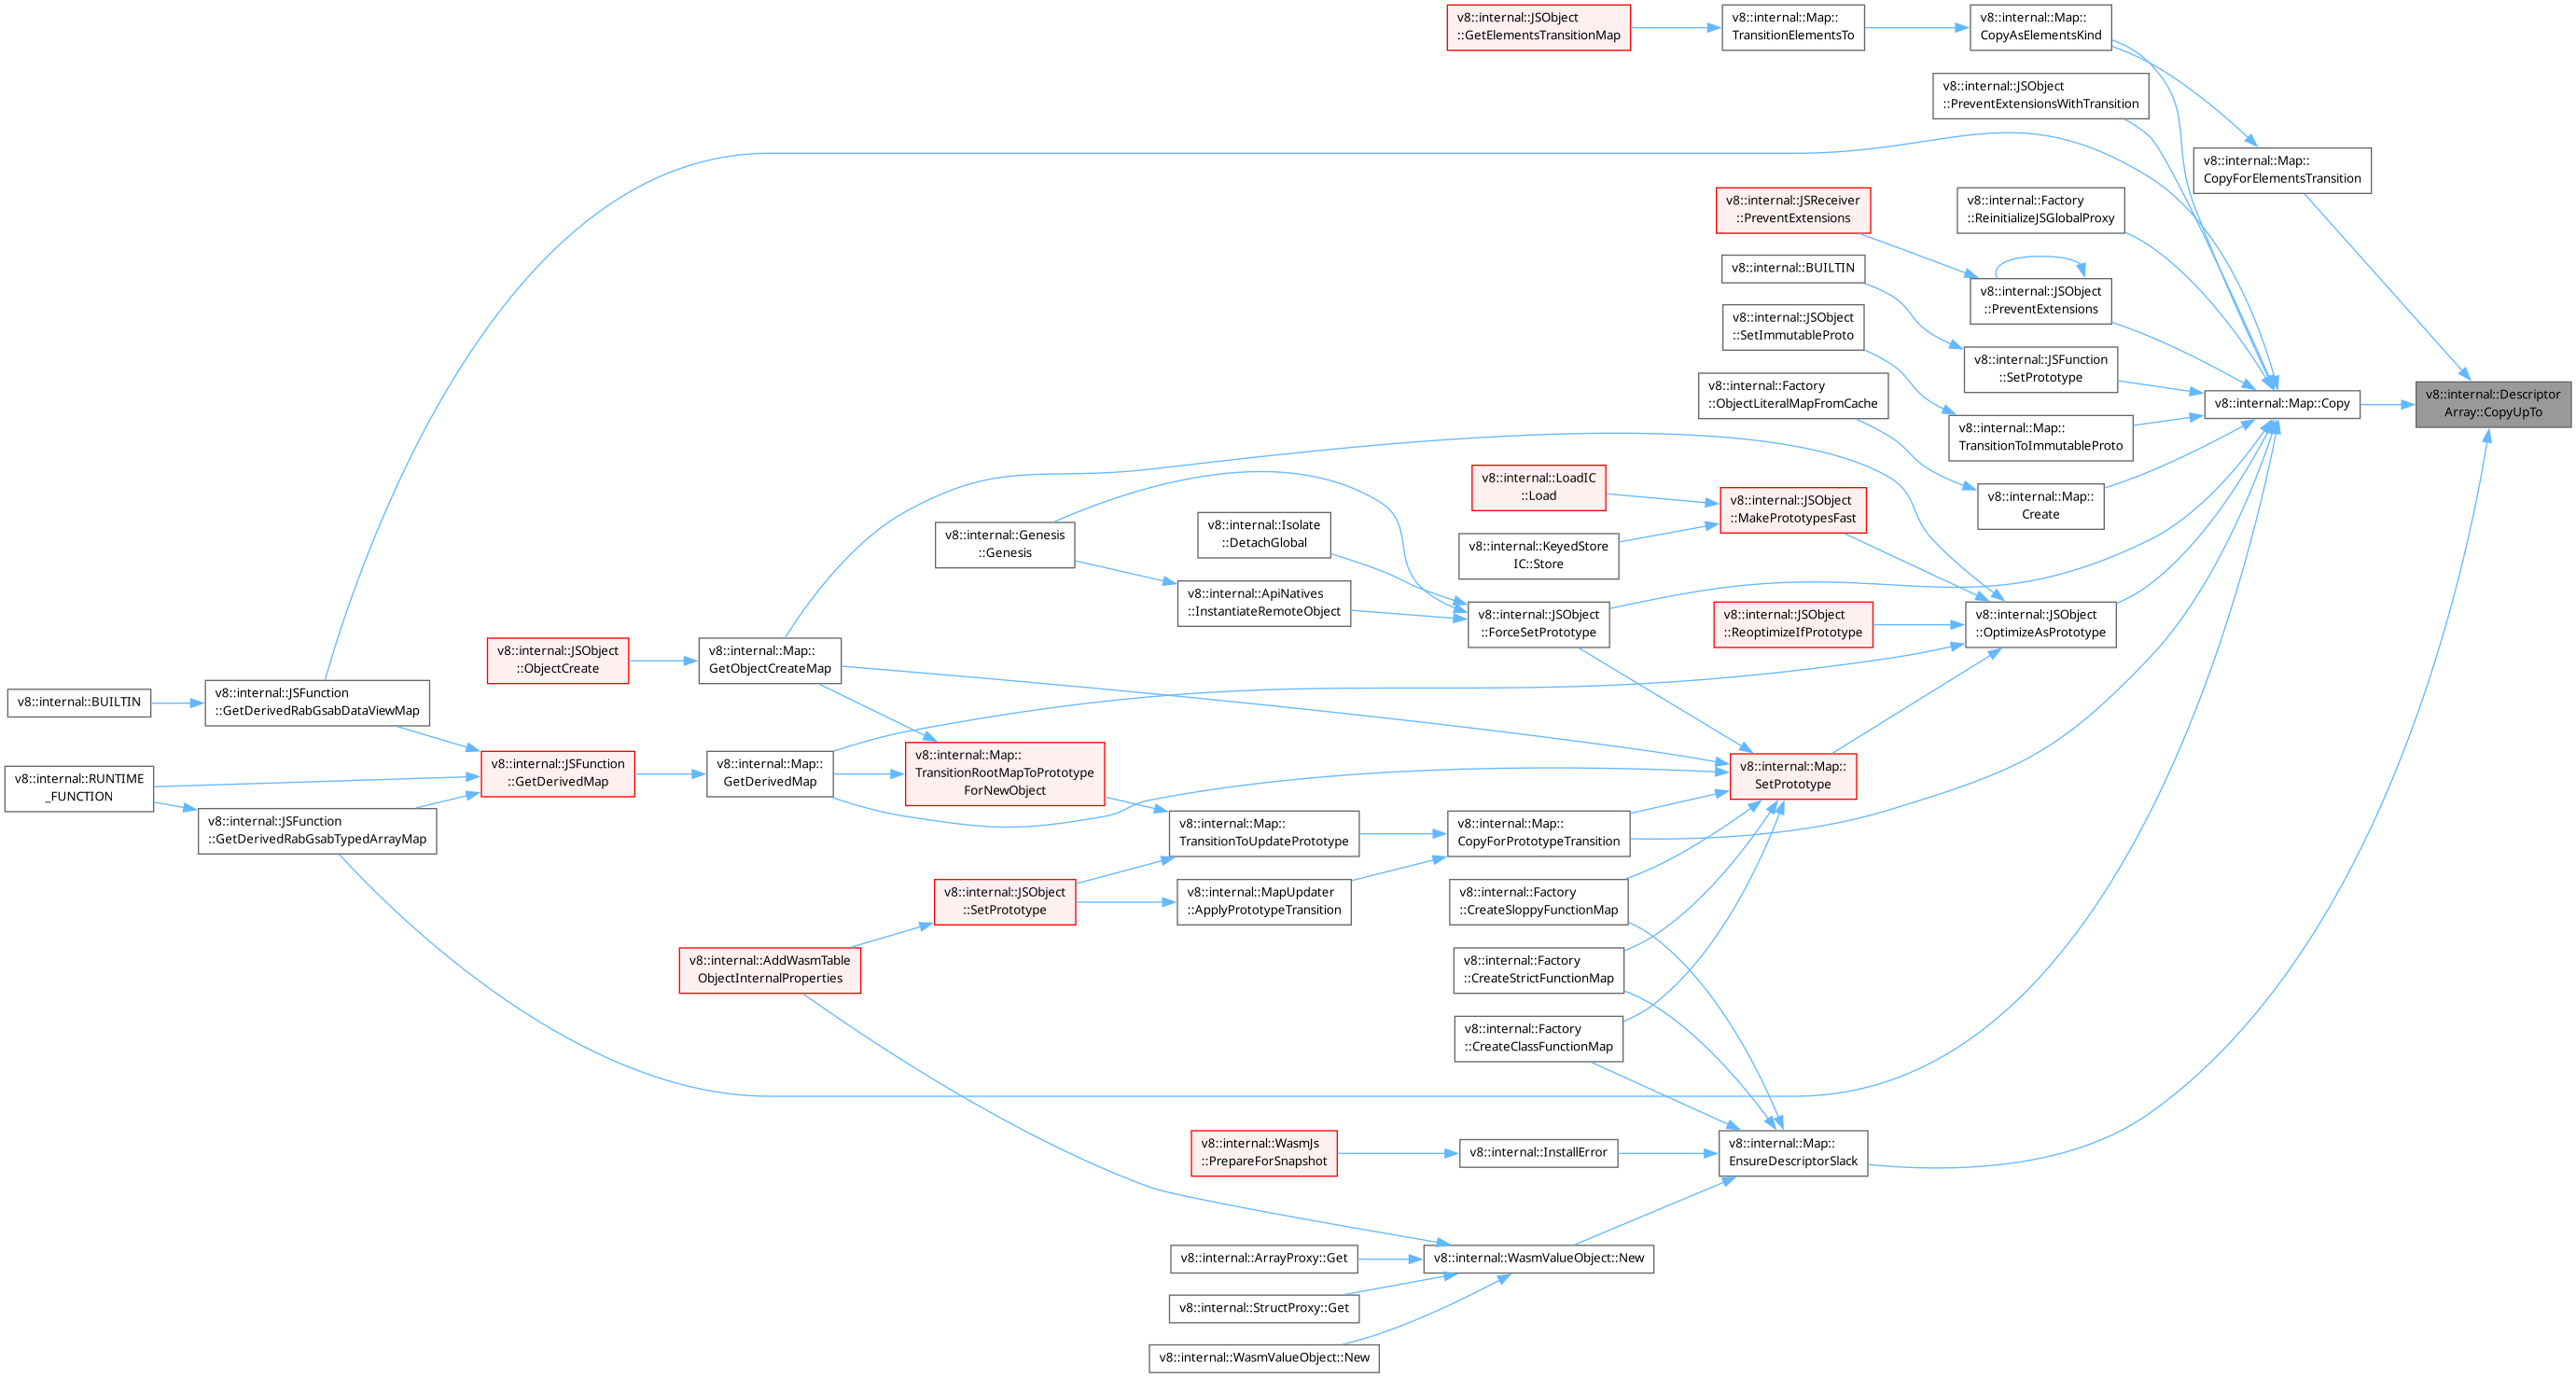 v8::internal::JSObject
::GetElementsTransitionMap
v8::internal::Map::
TransitionElementsTo
v8::internal::Map::
CopyAsElementsKind
v8::internal::JSObject
::PreventExtensionsWithTransition
v8::internal::Map::
CopyForElementsTransition
v8::internal::JSReceiver
::PreventExtensions
v8::internal::Factory
::ReinitializeJSGlobalProxy
v8::internal::BUILTIN
v8::internal::JSObject
::PreventExtensions
v8::internal::JSObject
::SetImmutableProto
v8::internal::JSFunction
::SetPrototype
v8::internal::Factory
::ObjectLiteralMapFromCache
v8::internal::Map::Copy
v8::internal::Descriptor
Array::CopyUpTo
v8::internal::Map::
TransitionToImmutableProto
v8::internal::LoadIC
::Load
v8::internal::JSObject
::MakePrototypesFast
v8::internal::Map::
Create
v8::internal::Genesis
::Genesis
v8::internal::Isolate
::DetachGlobal
v8::internal::KeyedStore
IC::Store
v8::internal::ApiNatives
::InstantiateRemoteObject
v8::internal::JSObject
::ForceSetPrototype
v8::internal::JSObject
::ReoptimizeIfPrototype
v8::internal::JSObject
::OptimizeAsPrototype
v8::internal::JSObject
::ObjectCreate
v8::internal::Map::
GetObjectCreateMap
v8::internal::BUILTIN
v8::internal::JSFunction
::GetDerivedRabGsabDataViewMap
v8::internal::RUNTIME
_FUNCTION
v8::internal::JSFunction
::GetDerivedMap
v8::internal::Map::
GetDerivedMap
v8::internal::Map::
TransitionRootMapToPrototype
ForNewObject
v8::internal::Map::
SetPrototype
v8::internal::JSFunction
::GetDerivedRabGsabTypedArrayMap
v8::internal::Map::
TransitionToUpdatePrototype
v8::internal::Map::
CopyForPrototypeTransition
v8::internal::JSObject
::SetPrototype
v8::internal::MapUpdater
::ApplyPrototypeTransition
v8::internal::Factory
::CreateSloppyFunctionMap
v8::internal::AddWasmTable
ObjectInternalProperties
v8::internal::Factory
::CreateStrictFunctionMap
v8::internal::Factory
::CreateClassFunctionMap
v8::internal::WasmJs
::PrepareForSnapshot
v8::internal::InstallError
v8::internal::Map::
EnsureDescriptorSlack
v8::internal::ArrayProxy::Get
v8::internal::WasmValueObject::New
v8::internal::StructProxy::Get
v8::internal::WasmValueObject::New